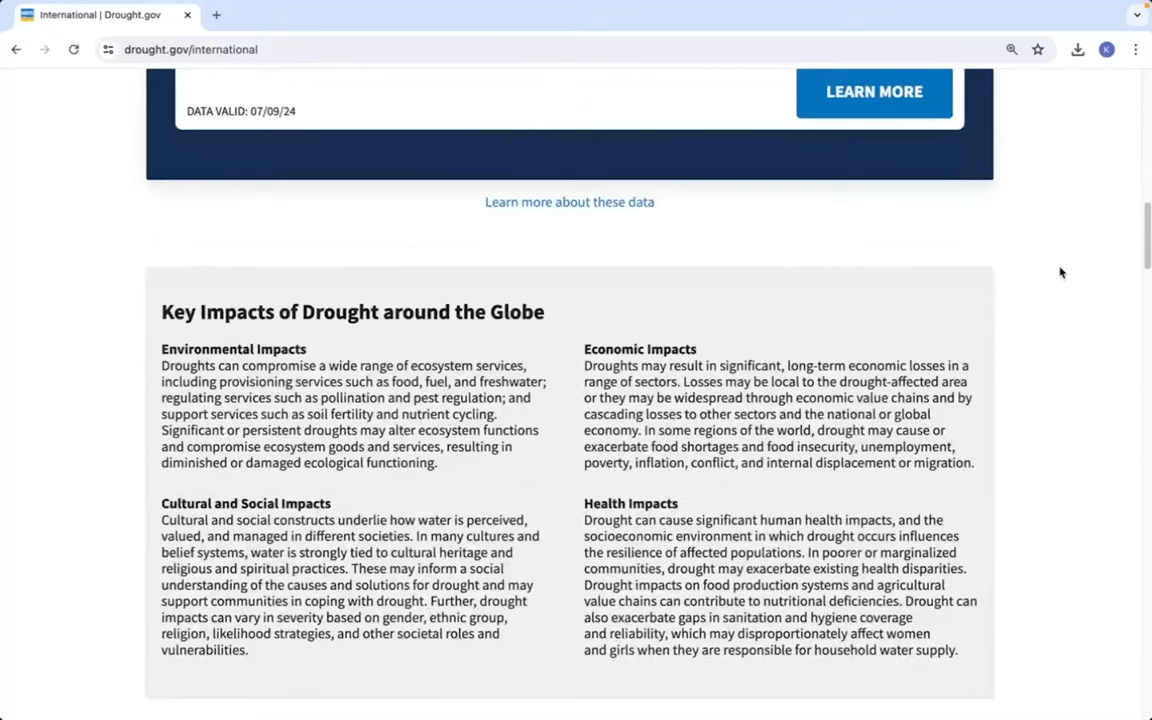 International | Drought.gov
drought.gov/international
K
LEARN MORE
DATA VALID: 07/09/24
Learn more about these data
Key Impacts of Drought around the Globe
Environmental Impacts
Droughts can compromise a wide range of ecosystem services,
including provisioning services such as food, fuel, and freshwater;
regulating services such as pollination and pest regulation; and
support services such as soil fertility and nutrient cycling.
Significant or persistent droughts may alter ecosystem functions
and compromise ecosystem goods and services, resulting in
diminished or damaged ecological functioning.
Economic Impacts
Droughts may result in significant, long-term economic losses in a
range of sectors. Losses may be local to the drought-affected area
or they may be widespread through economic value chains and by
cascading losses to other sectors and the national or global
economy. In some regions of the world, drought may cause or
exacerbate food shortages and food insecurity, unemployment,
poverty, inflation, conflict, and internal displacement or migration.
Cultural and Social Impacts
Cultural and social constructs underlie how water is perceived,
valued, and managed in different societies. In many cultures and
belief systems, water is strongly tied to cultural heritage and
religious and spiritual practices. These may inform a social
understanding of the causes and solutions for drought and may
support communities in coping with drought. Further, drought
impacts can vary in severity based on gender, ethnic group,
religion, likelihood strategies, and other societal roles and
vulnerabilities.
Health Impacts
Drought can cause significant human health impacts, and the
socioeconomic environment in which drought occurs influences
the resilience of affected populations. In poorer or marginalized
communities, drought may exacerbate existing health disparities.
Drought impacts on food production systems and agricultural
value chains can contribute to nutritional deficiencies. Drought can
also exacerbate gaps in sanitation and hygiene coverage
and reliability, which may disproportionately affect women
and girls when they are responsible for household water supply.